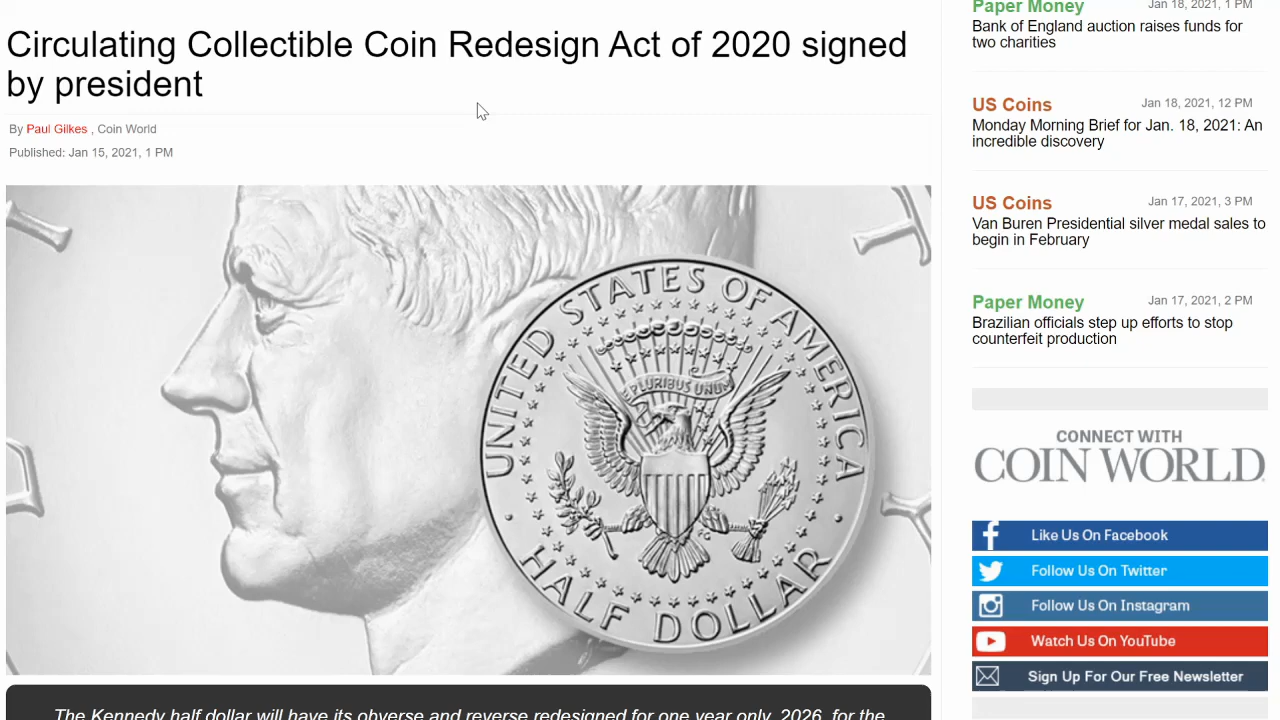 Circulating Collectible Coin Redesign Act of 2020 signed
by president
By Paul Gilkes , Coin World
Published: Jan 15, 2021, 1 PM
UNITED STATES OF AMERICA
E PLURIBUS UNUM
FG
HALF DOLLAR
The Kennedy half dollar will have its obverse and reverse redesigned for one year only, 2026, for the
Paper Money
Jan 18, 2021, 1 PM
Bank of England auction raises funds for
two charities
US Coins
Jan 18, 2021, 12 PM
Monday Morning Brief for Jan. 18, 2021: An
incredible discovery
US Coins
Jan 17, 2021, 3 PM
Van Buren Presidential silver medal sales to
begin in February
Paper Money
Jan 17, 2021, 2 PM
Brazilian officials step up efforts to stop
counterfeit production
CONNECT WITH
COIN WORLD
Like Us On Facebook
Follow Us On Twitter
Follow Us On Instagram
Watch Us On YouTube
Sign Up For Our Free Newsletter